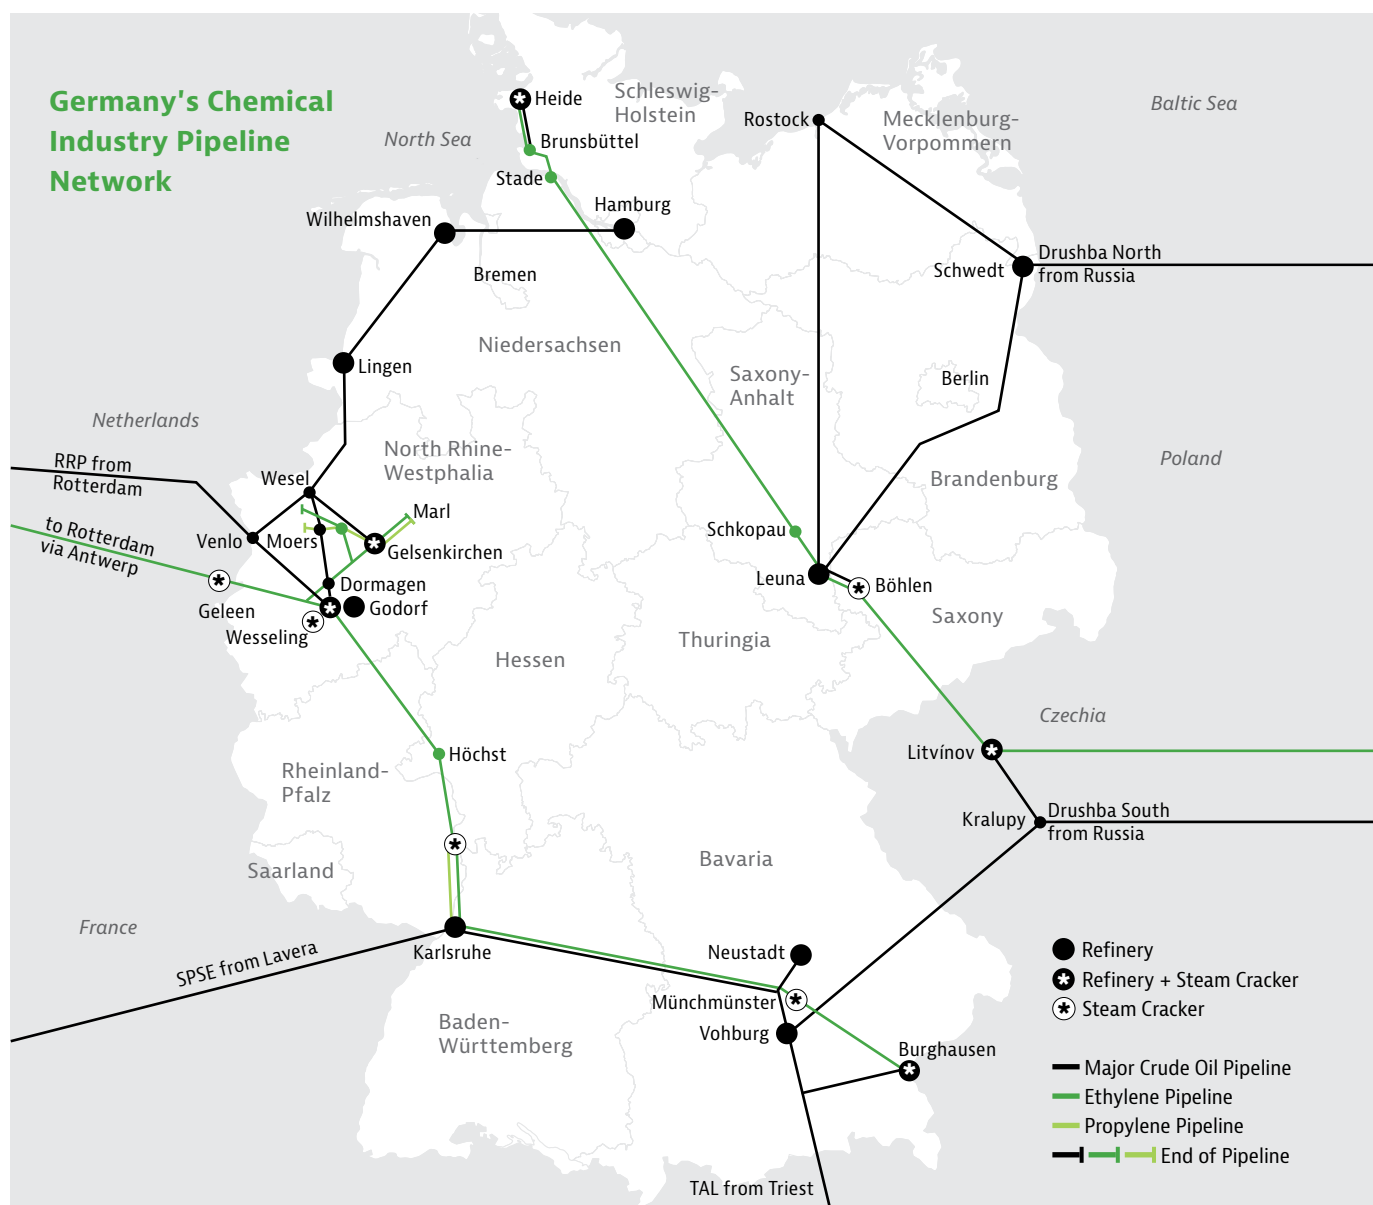 Germany's Chemical
Industry Pipeline
Network
North Sea
Baltic Sea
Heide
Schleswig-
Holstein
Brunsbüttel
Stade
Rostock
Mecklenburg-
Vorpommern
Wilhelmshaven
Hamburg
Bremen
Schwedt
Drushba North
from Russia
Niedersachsen
Lingen
Saxony-
Anhalt
Berlin
Netherlands
North Rhine-
Westphalia
Brandenburg
Poland
RRP from
Rotterdam
Wesel
Marl
to Rotterdam
via Antwerp
Venlo
Moers
Gelsenkirchen
Schkopau
Leuna
Böhlen
Dormagen
Geleen
Godorf
Wesseling
Saxony
Thuringia
Hessen
Czechia
Höchst
Litvínov
Rheinland-
Pfalz
Kralupy
Drushba South
from Russia
Saarland
Bavaria
France
SPSE from Lavera
Karlsruhe
Neustadt
Münchmünster
Vohburg
Baden-
Württemberg
Burghausen
TAL from Triest
Refinery
Refinery + Steam Cracker
Steam Cracker
Major Crude Oil Pipeline
Ethylene Pipeline
Propylene Pipeline
End of Pipeline